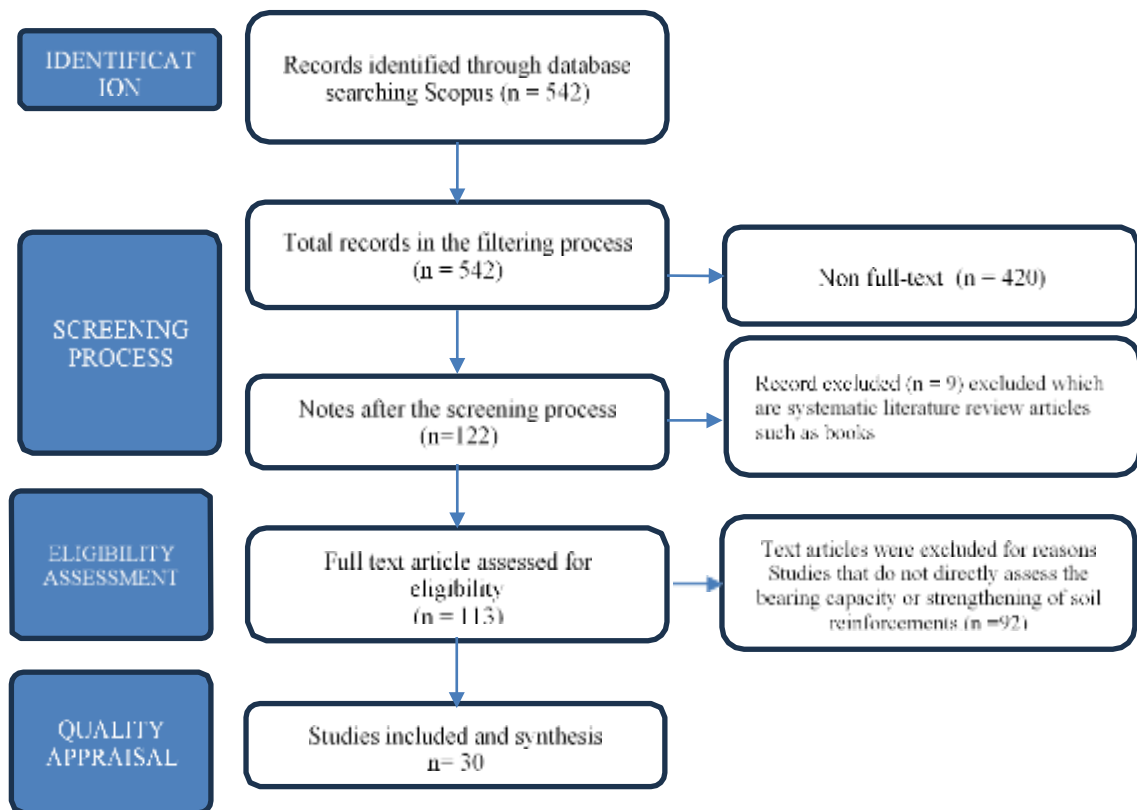 IDENTIFICAT
ION
Records identified through database
searching Scopus (n = 542)
SCREENING
PROCESS
Total records in the filtering process
(n = 542)
Non full-text (n = 420)
Notes after the screening process
(n=122)
Record excluded (n = 9) excluded which
are systematic literature review articles
such as books
ELIGIBILITY
ASSESSMENT
Full text article assessed for
eligibility
(n = 113)
Text articles were excluded for reasons
Studies that do not directly assess the
bearing capacity or strengthening of soil
reinforcements (n =92)
QUALITY
APPRAISAL
Studies included and synthesis
n= 30